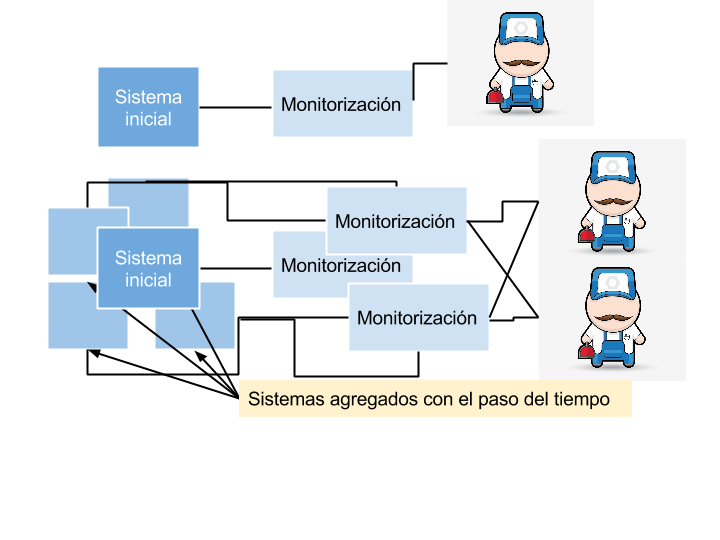 Sistema
inicial
Monitorización
Monitorización
Sistema
inicial
Monitorización
Monitorización
Sistemas agregados con el paso del tiempo